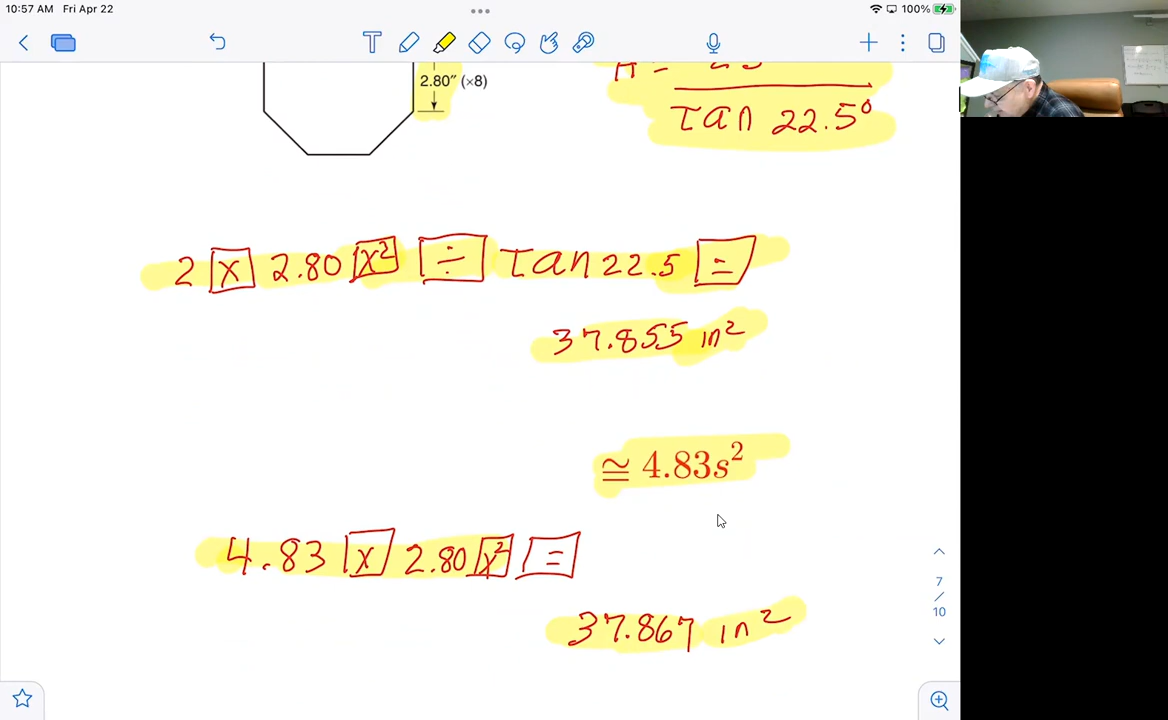 10:57 AM Fri Apr 22
100%
T
2.80" (×8)
A =
Tan 22.5°
2 x 2.80 x² ÷ Tan 22.5 =
37.855 in²
≅ 4.83s²
4.83 x 2.80 x² =
37.867 in²
7
/
10